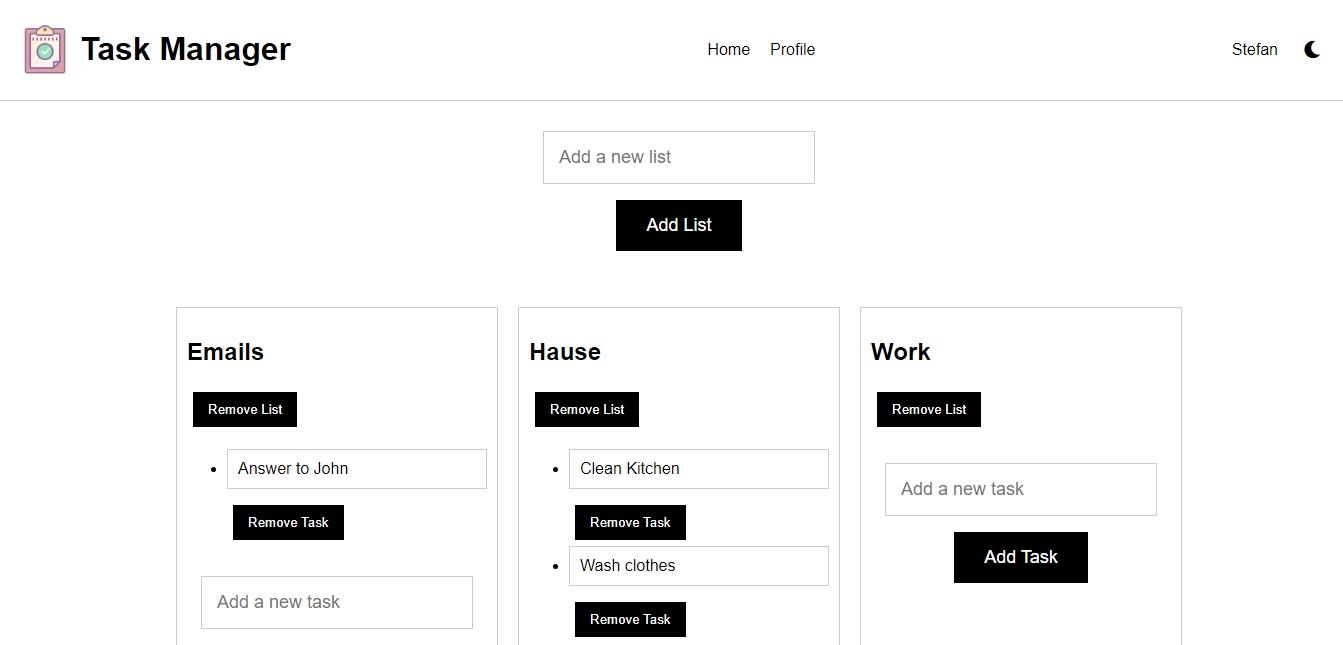 Task Manager
Home
Profile
Stefan
Add a new list
Add List
Emails
Remove List
Answer to John
Remove Task
Add a new task
Hause
Remove List
Clean Kitchen
Remove Task
Wash clothes
Remove Task
Work
Remove List
Add a new task
Add Task